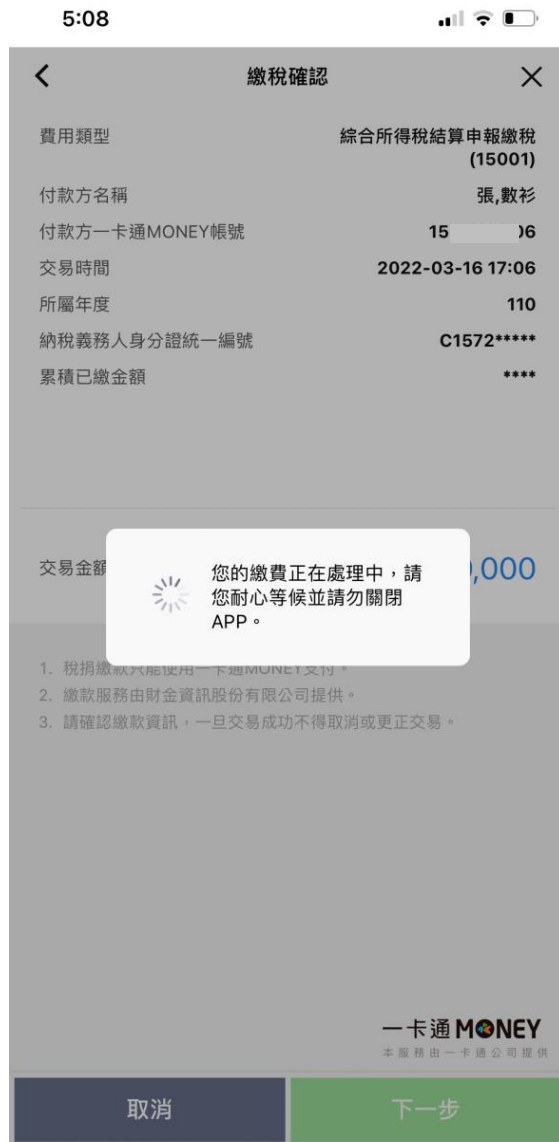 5:08
繳稅確認
費用類型 綜合所得稅結算申報繳稅
(15001)
付款方名稱 張,數衫
付款方一卡通MONEY帳號 15 06
交易時間 2022-03-16 17:06
所屬年度 110
納稅義務人身分證統一編號 C1572*****
累積已繳金額 ****
交易金額 ,000
您的繳費正在處理中,請
您耐心等候並請勿關閉
APP。
1. 稅捐繳款只能使用一卡通MONEY支付。
2. 繳款服務由財金資訊股份有限公司提供。
3. 請確認繳款資訊,一旦交易成功不得取消或更正交易。
一卡通 MONEY
本服務由一卡通公司提供
取消 下一步